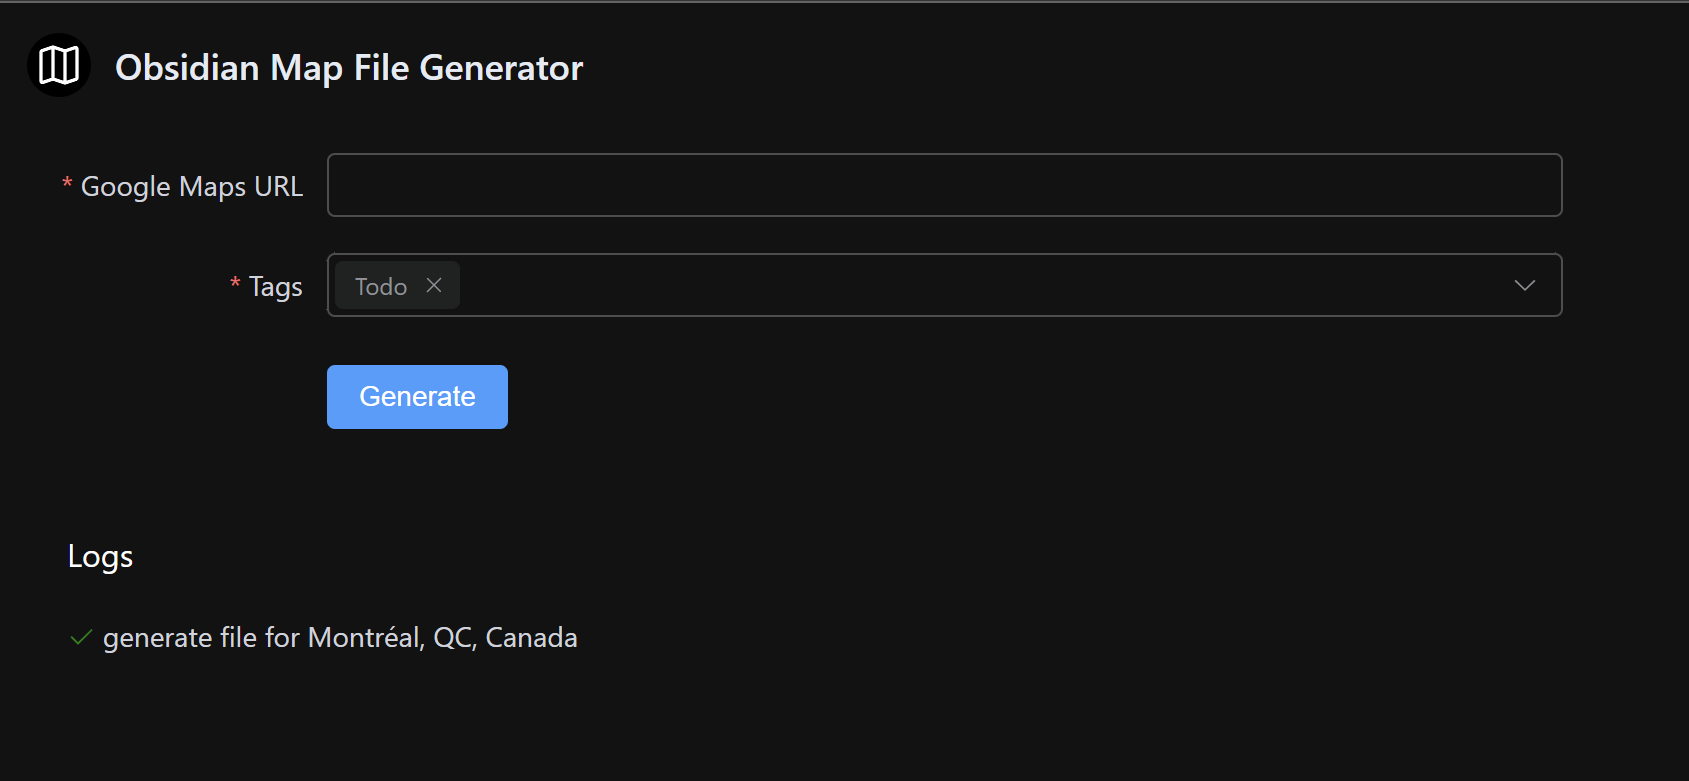 Obsidian Map File Generator
* Google Maps URL
* Tags
Todo
Generate
Logs
generate file for Montréal, QC, Canada